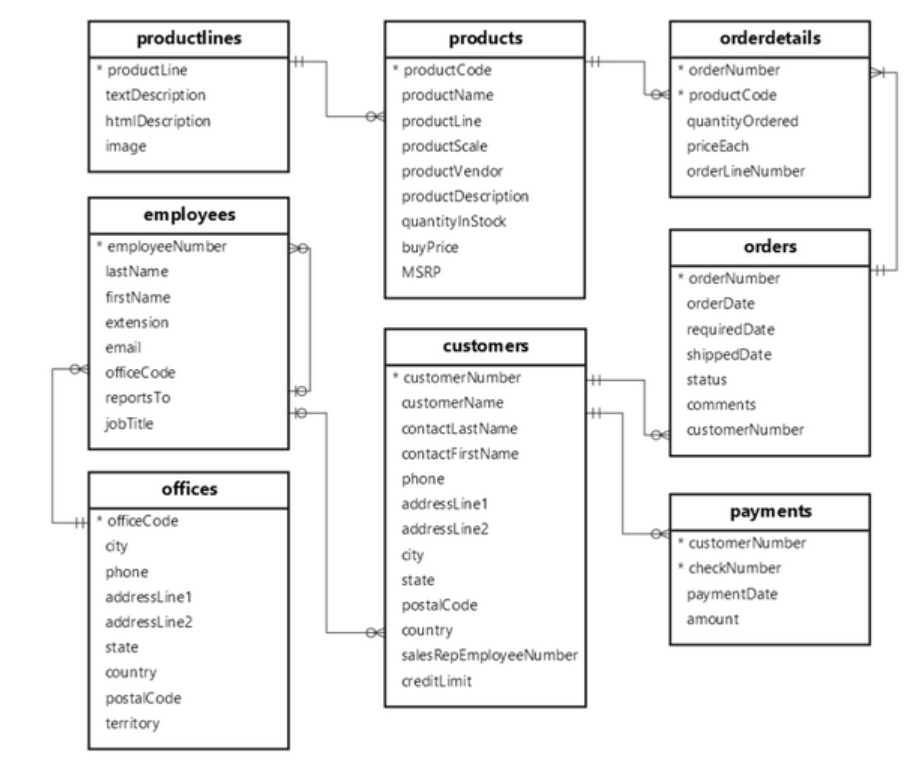 productlines
* productLine
textDescription
htmlDescription
image
products
* productCode
productName
productLine
productScale
productVendor
productDescription
quantityInStock
buyPrice
MSRP
orderdetails
* orderNumber
* productCode
quantityOrdered
priceEach
orderLineNumber
employees
* employeeNumber
lastName
firstName
extension
email
officeCode
reportsTo
jobTitle
customers
* customerNumber
customerName
contactLastName
contactFirstName
phone
addressLine1
addressLine2
city
state
postalCode
country
salesRepEmployeeNumber
creditLimit
orders
* orderNumber
orderDate
requiredDate
shippedDate
status
comments
customerNumber
offices
* officeCode
city
phone
addressLine1
addressLine2
state
country
postalCode
territory
payments
* customerNumber
* checkNumber
paymentDate
amount